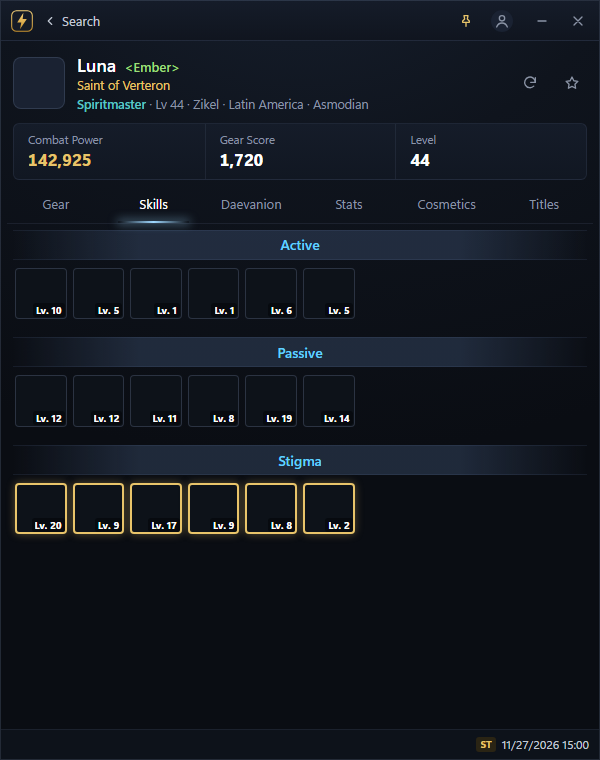 Search
Luna <Ember>
Saint of Verteron
Spiritmaster · Lv 44 · Zikel · Latin America · Asmodian
Combat Power Gear Score Level
142,925 1,720 44
Gear Skills Daevanion Stats Cosmetics Titles
Active
Lv. 10 Lv. 5 Lv. 1 Lv. 1 Lv. 6 Lv. 5
Passive
Lv. 12 Lv. 12 Lv. 11 Lv. 8 Lv. 19 Lv. 14
Stigma
Lv. 20 Lv. 9 Lv. 17 Lv. 9 Lv. 8 Lv. 2
ST 11/27/2026 15:00